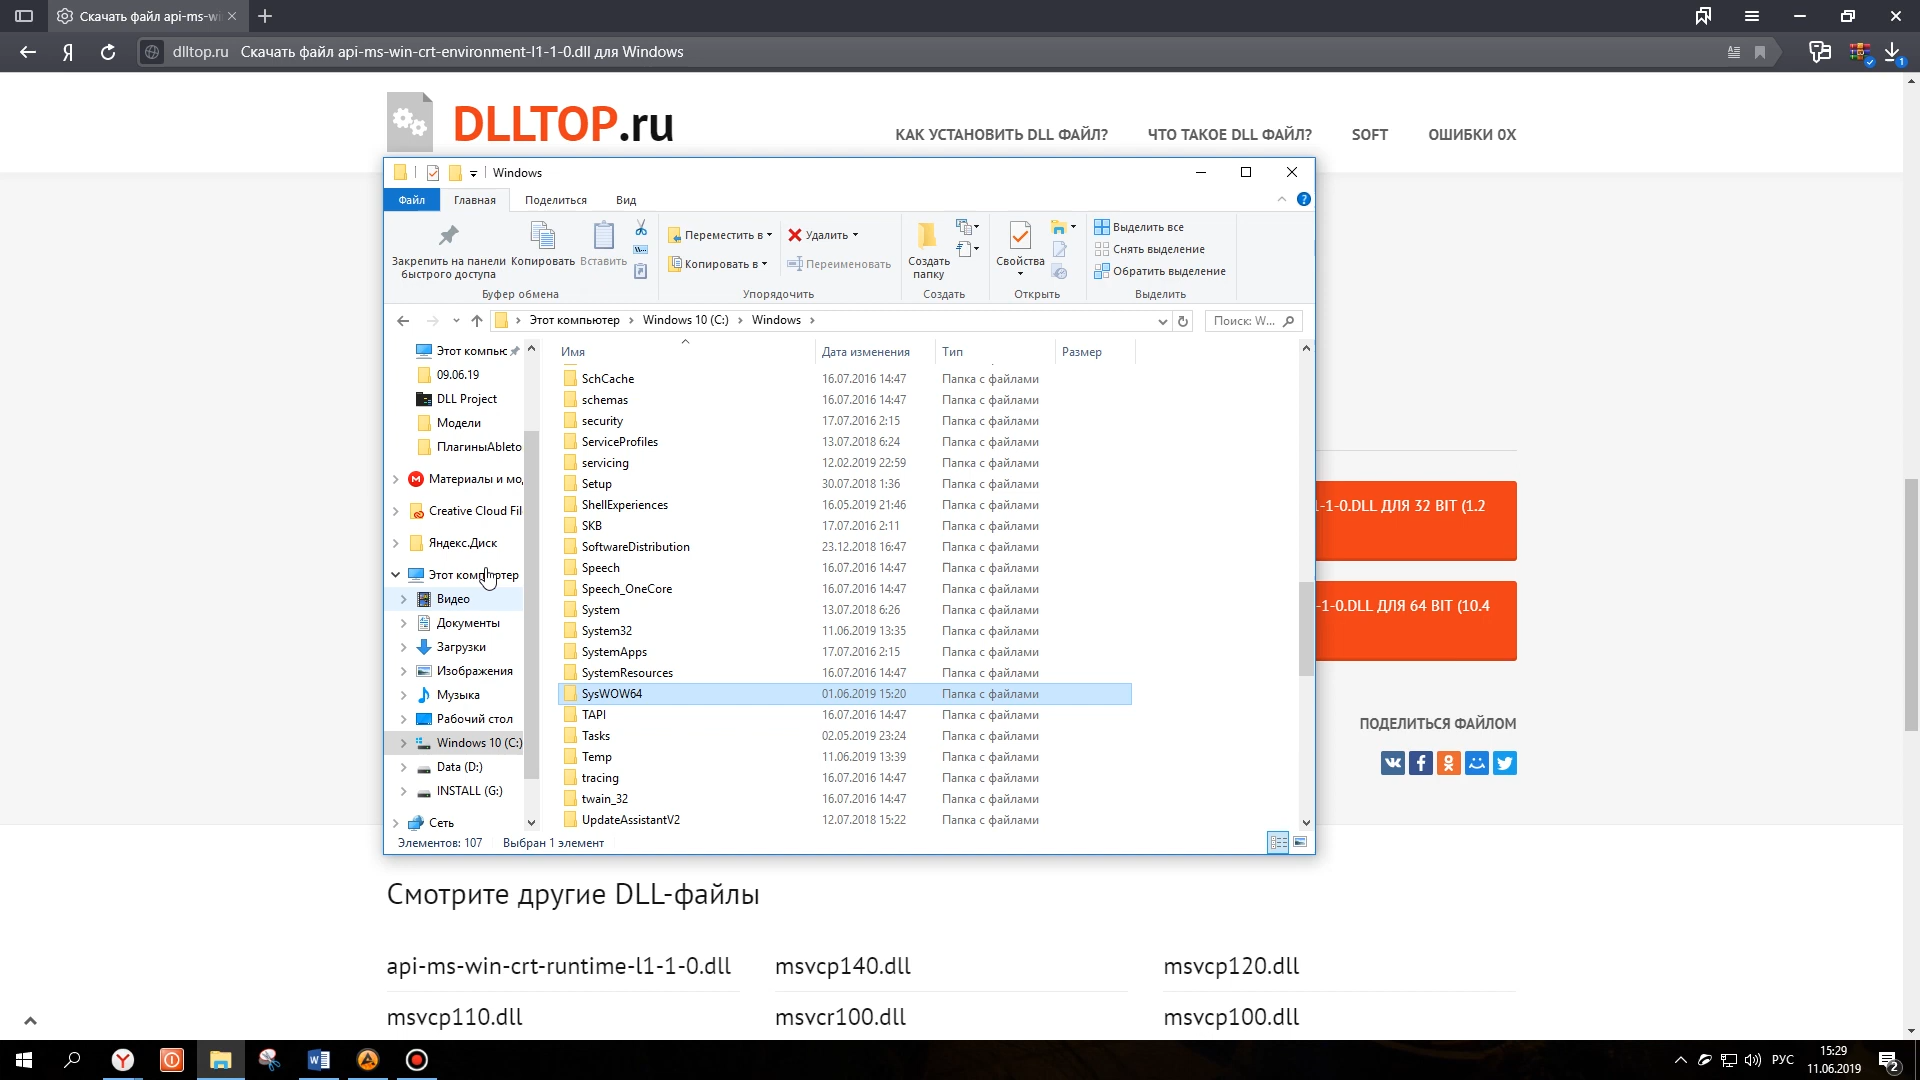 Скачать файл api-ms-wi
dlltop.ru Скачать файл api-ms-win-crt-environment-l1-1-0.dll для Windows
1
DLLTOP.ru
КАК УСТАНОВИТЬ DLL ФАЙЛ? ЧТО ТАКОЕ DLL ФАЙЛ? SOFT ОШИБКИ 0X
Windows
Файл Главная Поделиться Вид
Закрепить на панели быстрого доступа
Копировать
Вставить
Буфер обмена
Переместить в
Копировать в
Удалить
Переименовать
Упорядочить
Создать папку
Создать
Свойства
Открыть
Выделить все
Снять выделение
Обратить выделение
Выделить
Этот компьютер Windows 10 (C:) Windows
Поиск: W...
Этот компьк
09.06.19
DLL Project
Модели
ПлагиныAbleto
Материалы и мо
Creative Cloud Fil
Яндекс.Диск
Этот компьютер
Видео
Документы
Загрузки
Изображения
Музыка
Рабочий стол
Windows 10 (C:)
Data (D:)
INSTALL (G:)
Сеть
Имя Дата изменения Тип Размер
SchCache 16.07.2016 14:47 Папка с файлами
schemas 16.07.2016 14:47 Папка с файлами
security 17.07.2016 2:15 Папка с файлами
ServiceProfiles 13.07.2018 6:24 Папка с файлами
servicing 12.02.2019 22:59 Папка с файлами
Setup 30.07.2018 1:36 Папка с файлами
ShellExperiences 16.05.2019 21:46 Папка с файлами
SKB 17.07.2016 2:11 Папка с файлами
SoftwareDistribution 23.12.2018 16:47 Папка с файлами
Speech 16.07.2016 14:47 Папка с файлами
Speech_OneCore 16.07.2016 14:47 Папка с файлами
System 13.07.2018 6:26 Папка с файлами
System32 11.06.2019 13:35 Папка с файлами
SystemApps 17.07.2016 2:15 Папка с файлами
SystemResources 16.07.2016 14:47 Папка с файлами
SysWOW64 01.06.2019 15:20 Папка с файлами
TAPI 16.07.2016 14:47 Папка с файлами
Tasks 02.05.2019 23:24 Папка с файлами
Temp 11.06.2019 13:39 Папка с файлами
tracing 16.07.2016 14:47 Папка с файлами
twain_32 16.07.2016 14:47 Папка с файлами
UpdateAssistantV2 12.07.2018 15:22 Папка с файлами
Элементов: 107 Выбран 1 элемент
-1-0.DLL ДЛЯ 32 BIT (1.2
-1-0.DLL ДЛЯ 64 BIT (10.4
ПОДЕЛИТЬСЯ ФАЙЛОМ
Смотрите другие DLL-файлы
api-ms-win-crt-runtime-l1-1-0.dll msvcp140.dll msvcp120.dll
msvcp110.dll msvcr100.dll msvcp100.dll
РУС
15:29
11.06.2019
2